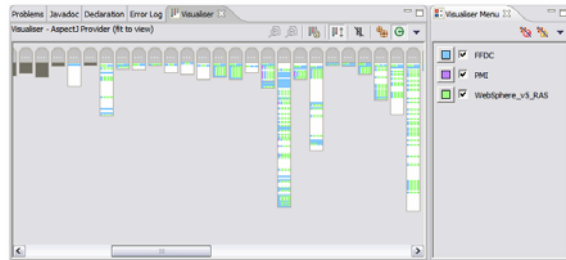 Problems Javadoc Declaration Error Log Visualiser
Visualiser - AspectJ Provider (fit to view)
Visualiser Menu
FFDC
PMI
WebSphere_v5_RAS